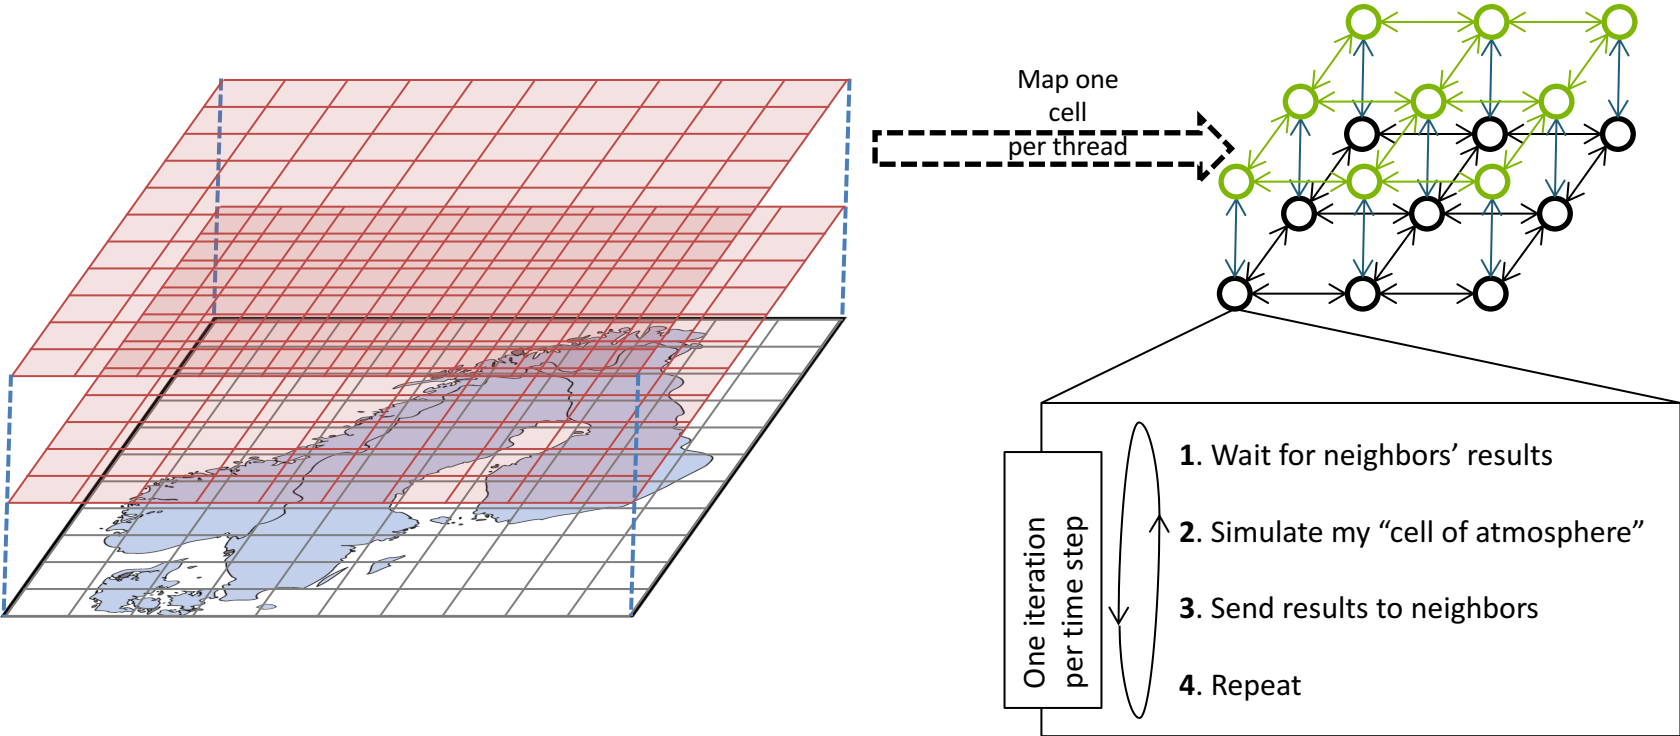 Map one
cell
per thread
One iteration
per time step
1. Wait for neighbors’ results
2. Simulate my “cell of atmosphere”
3. Send results to neighbors
4. Repeat